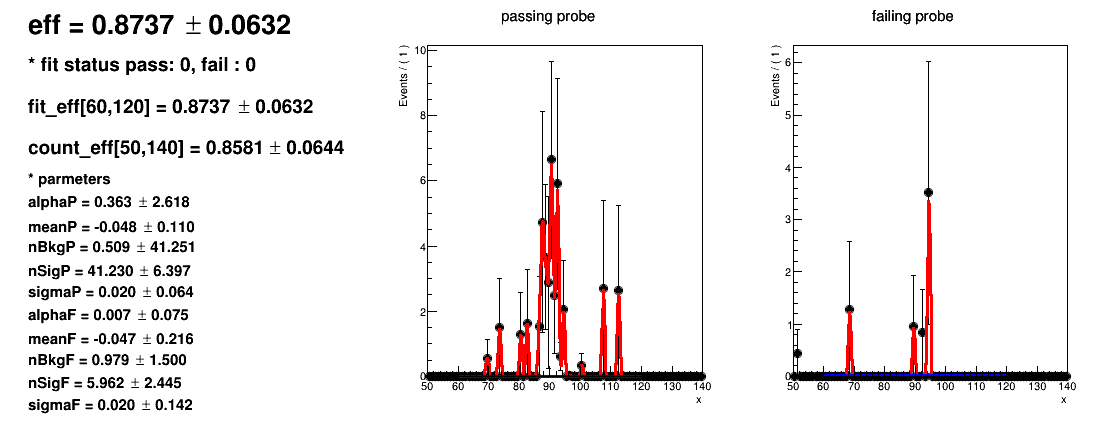 eff = 0.8737 ± 0.0632
* fit status pass: 0, fail : 0
fit_eff[60,120] = 0.8737 ± 0.0632
count_eff[50,140] = 0.8581 ± 0.0644
* parmeters
alphaP = 0.363 ± 2.618
meanP = -0.048 ± 0.110
nBkgP = 0.509 ± 41.251
nSigP = 41.230 ± 6.397
sigmaP = 0.020 ± 0.064
alphaF = 0.007 ± 0.075
meanF = -0.047 ± 0.216
nBkgF = 0.979 ± 1.500
nSigF = 5.962 ± 2.445
sigmaF = 0.020 ± 0.142
passing probe
Events / ( 1 )
10
8
6
4
2
0
50 60 70 80 90 100 110 120 130 140
x
failing probe
Events / ( 1 )
6
5
4
3
2
1
0
50 60 70 80 90 100 110 120 130 140
x